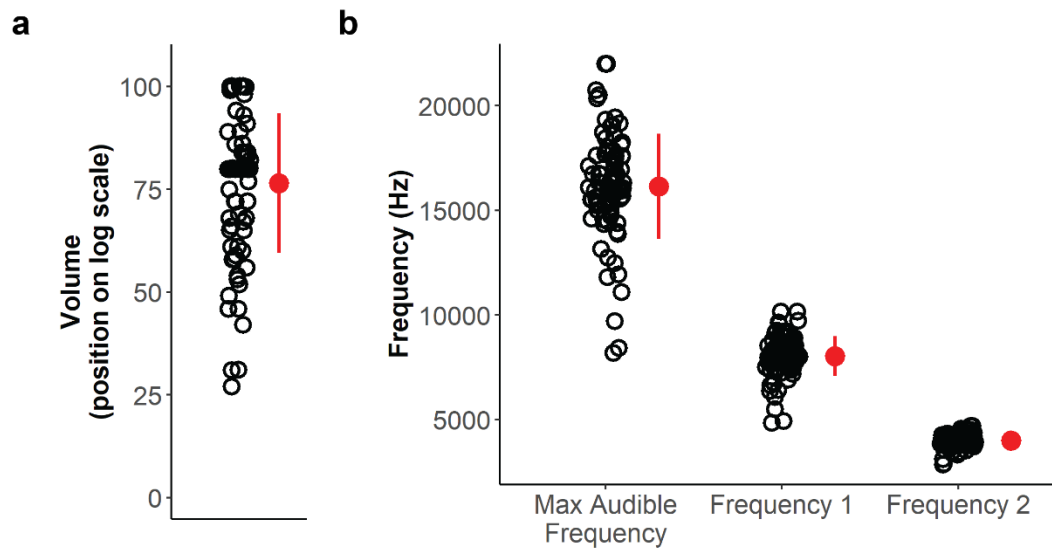 a
Volume
(position on log scale)
100
75
50
25
0
b
Frequency (Hz)
20000
15000
10000
5000
Max Audible
Frequency
Frequency 1
Frequency 2